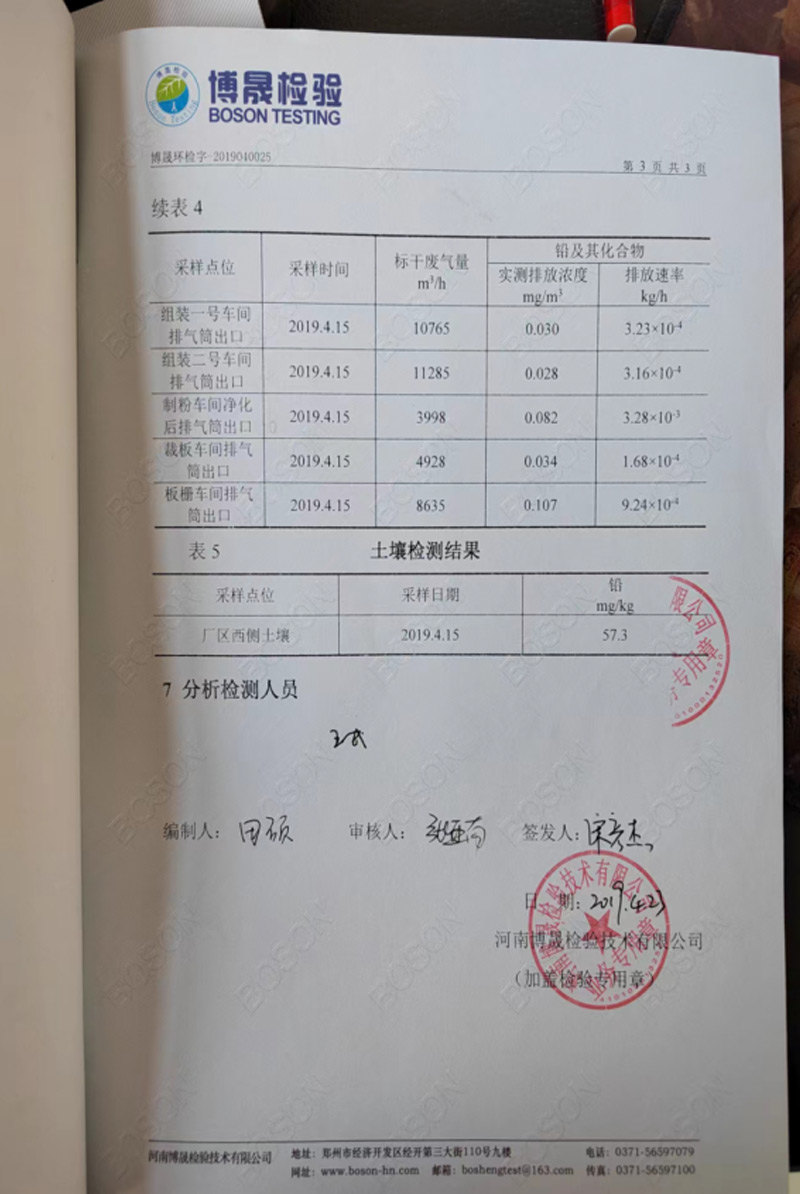 博晟检验
BOSON TESTING
博晟环检字 2019040025
第 3 页 共 3 页
续表 4
采样点位 采样时间 标干废气量 m³/h 铅及其化合物
实测排放浓度 mg/m³ 排放速率 kg/h
组装一号车间排气筒出口 2019.4.15 10765 0.030 3.23×10-4
组装二号车间排气筒出口 2019.4.15 11285 0.028 3.16×10-4
制粉车间净化后排气筒出口 2019.4.15 3998 0.082 3.28×10-3
裁板车间排气筒出口 2019.4.15 4928 0.034 1.68×10-4
板栅车间排气筒出口 2019.4.15 8635 0.107 9.24×10-4
表 5 土壤检测结果
采样点位 采样日期 铅 mg/kg
厂区西侧土壤 2019.4.15 57.3
限公司
专用章
7 分析检测人员
编制人：田硕 审核人： 签发人：宋彦杰
日 期：2019.4.23
河南博晟检验技术有限公司
（加盖检验专用章）
河南博晟检验技术有限公司 地址：郑州市经济开发区经开第三大街110号九楼 电话：0371-56597079
网址：www.boson-hn.com 邮箱：boshengtest@163.com 传真：0371-56597100